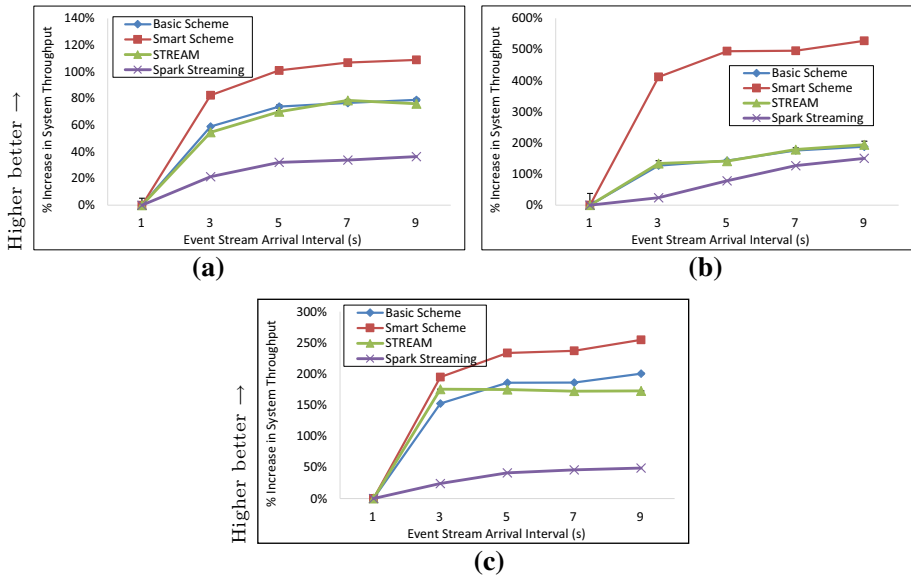 Higher better →
% Increase in System Throughput
140%
120%
100%
80%
60%
40%
20%
0%
Basic Scheme
Smart Scheme
STREAM
Spark Streaming
1 3 5 7 9
Event Stream Arrival Interval (s)
(a)
% Increase in System Throughput
600%
500%
400%
300%
200%
100%
0%
Basic Scheme
Smart Scheme
STREAM
Spark Streaming
1 3 5 7 9
Event Stream Arrival Interval (s)
(b)
Higher better →
% Increase in System Throughput
300%
250%
200%
150%
100%
50%
0%
Basic Scheme
Smart Scheme
STREAM
Spark Streaming
1 3 5 7 9
Event Stream Arrival Interval (s)
(c)